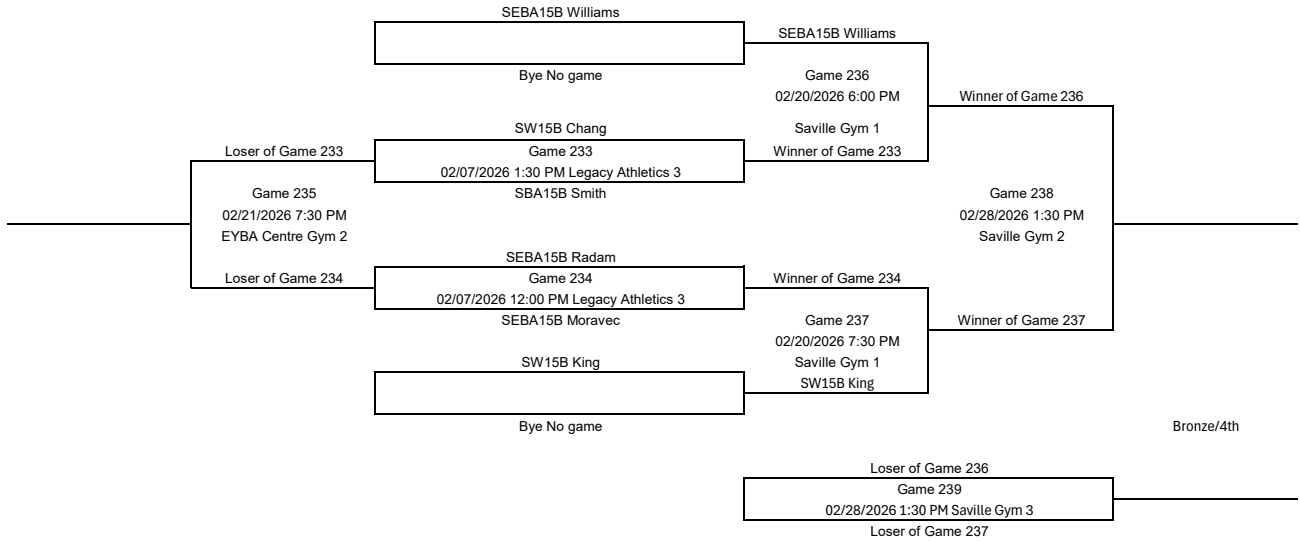 SEBA15B Williams
SEBA15B Williams
Bye No game
Game 236
02/20/2026 6:00 PM
Winner of Game 236
SW15B Chang
Saville Gym 1
Loser of Game 233
Game 233
Winner of Game 233
02/07/2026 1:30 PM Legacy Athletics 3
Game 235
SBA15B Smith
Game 238
02/21/2026 7:30 PM
02/28/2026 1:30 PM
EYBA Centre Gym 2
Saville Gym 2
SEBA15B Radam
Loser of Game 234
Game 234
Winner of Game 234
02/07/2026 12:00 PM Legacy Athletics 3
SEBA15B Moravec
Game 237
Winner of Game 237
02/20/2026 7:30 PM
SW15B King
Saville Gym 1
SW15B King
Bye No game
Bronze/4th
Loser of Game 236
Game 239
02/28/2026 1:30 PM Saville Gym 3
Loser of Game 237